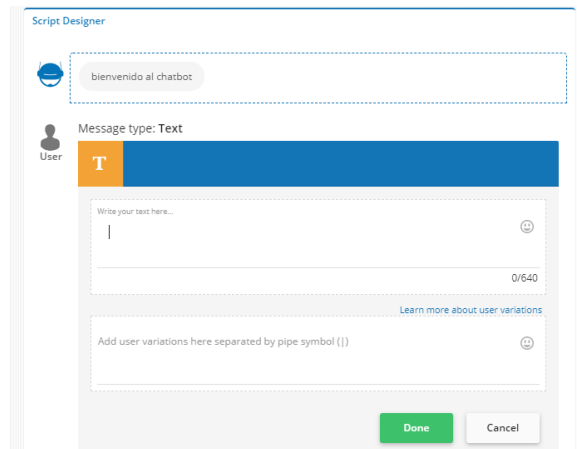 Script Designer
bienvenido al chatbot
Message type: Text
User
T
Write your text here...
0/640
Learn more about user variations
Add user variations here separated by pipe symbol (|)
Done
Cancel